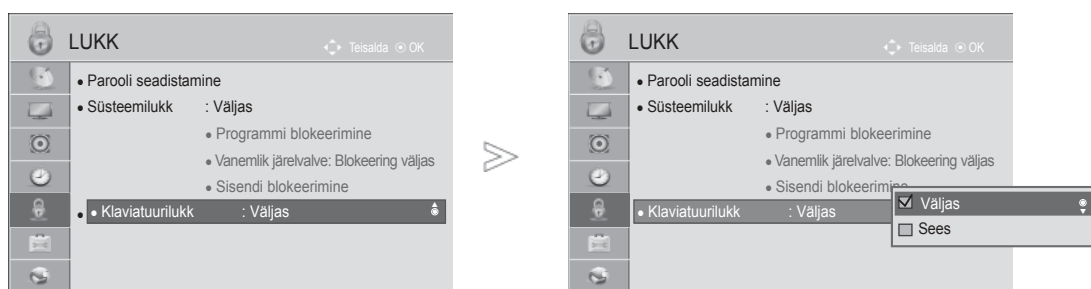 LUKK
Teisalda OK
• Parooli seadistamine
• Süsteemilukk : Väljas
• Programmi blokeerimine
• Vanemlik järelvalve: Blokeering väljas
• Sisendi blokeerimine
• • Klaviatuurilukk : Väljas
LUKK
Teisalda OK
• Parooli seadistamine
• Süsteemilukk : Väljas
• Programmi blokeerimine
• Vanemlik järelvalve: Blokeering väljas
• Sisendi blokeerimine
• Klaviatuurilukk : Väljas
Väljas
Sees